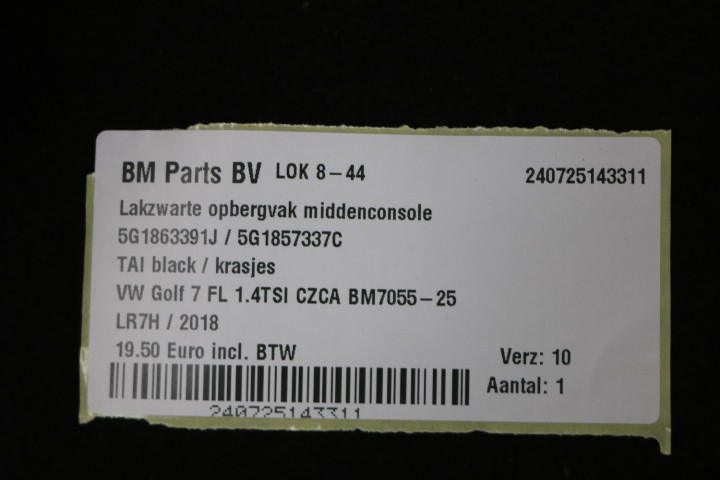 BM Parts BV LOK 8-44 240725143311
Lakzwarte opbergvak middenconsole
5G1863391J / 5G1857337C
TAI black / krasjes
VW Golf 7 FL 1.4TSI CZCA BM7055-25
LR7H / 2018
19.50 Euro incl. BTW
Verz: 10
Aantal: 1
240725143311